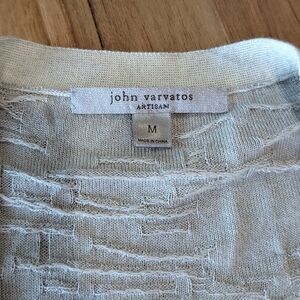 john varvatos
ARTISAN
M
MADE IN CHINA